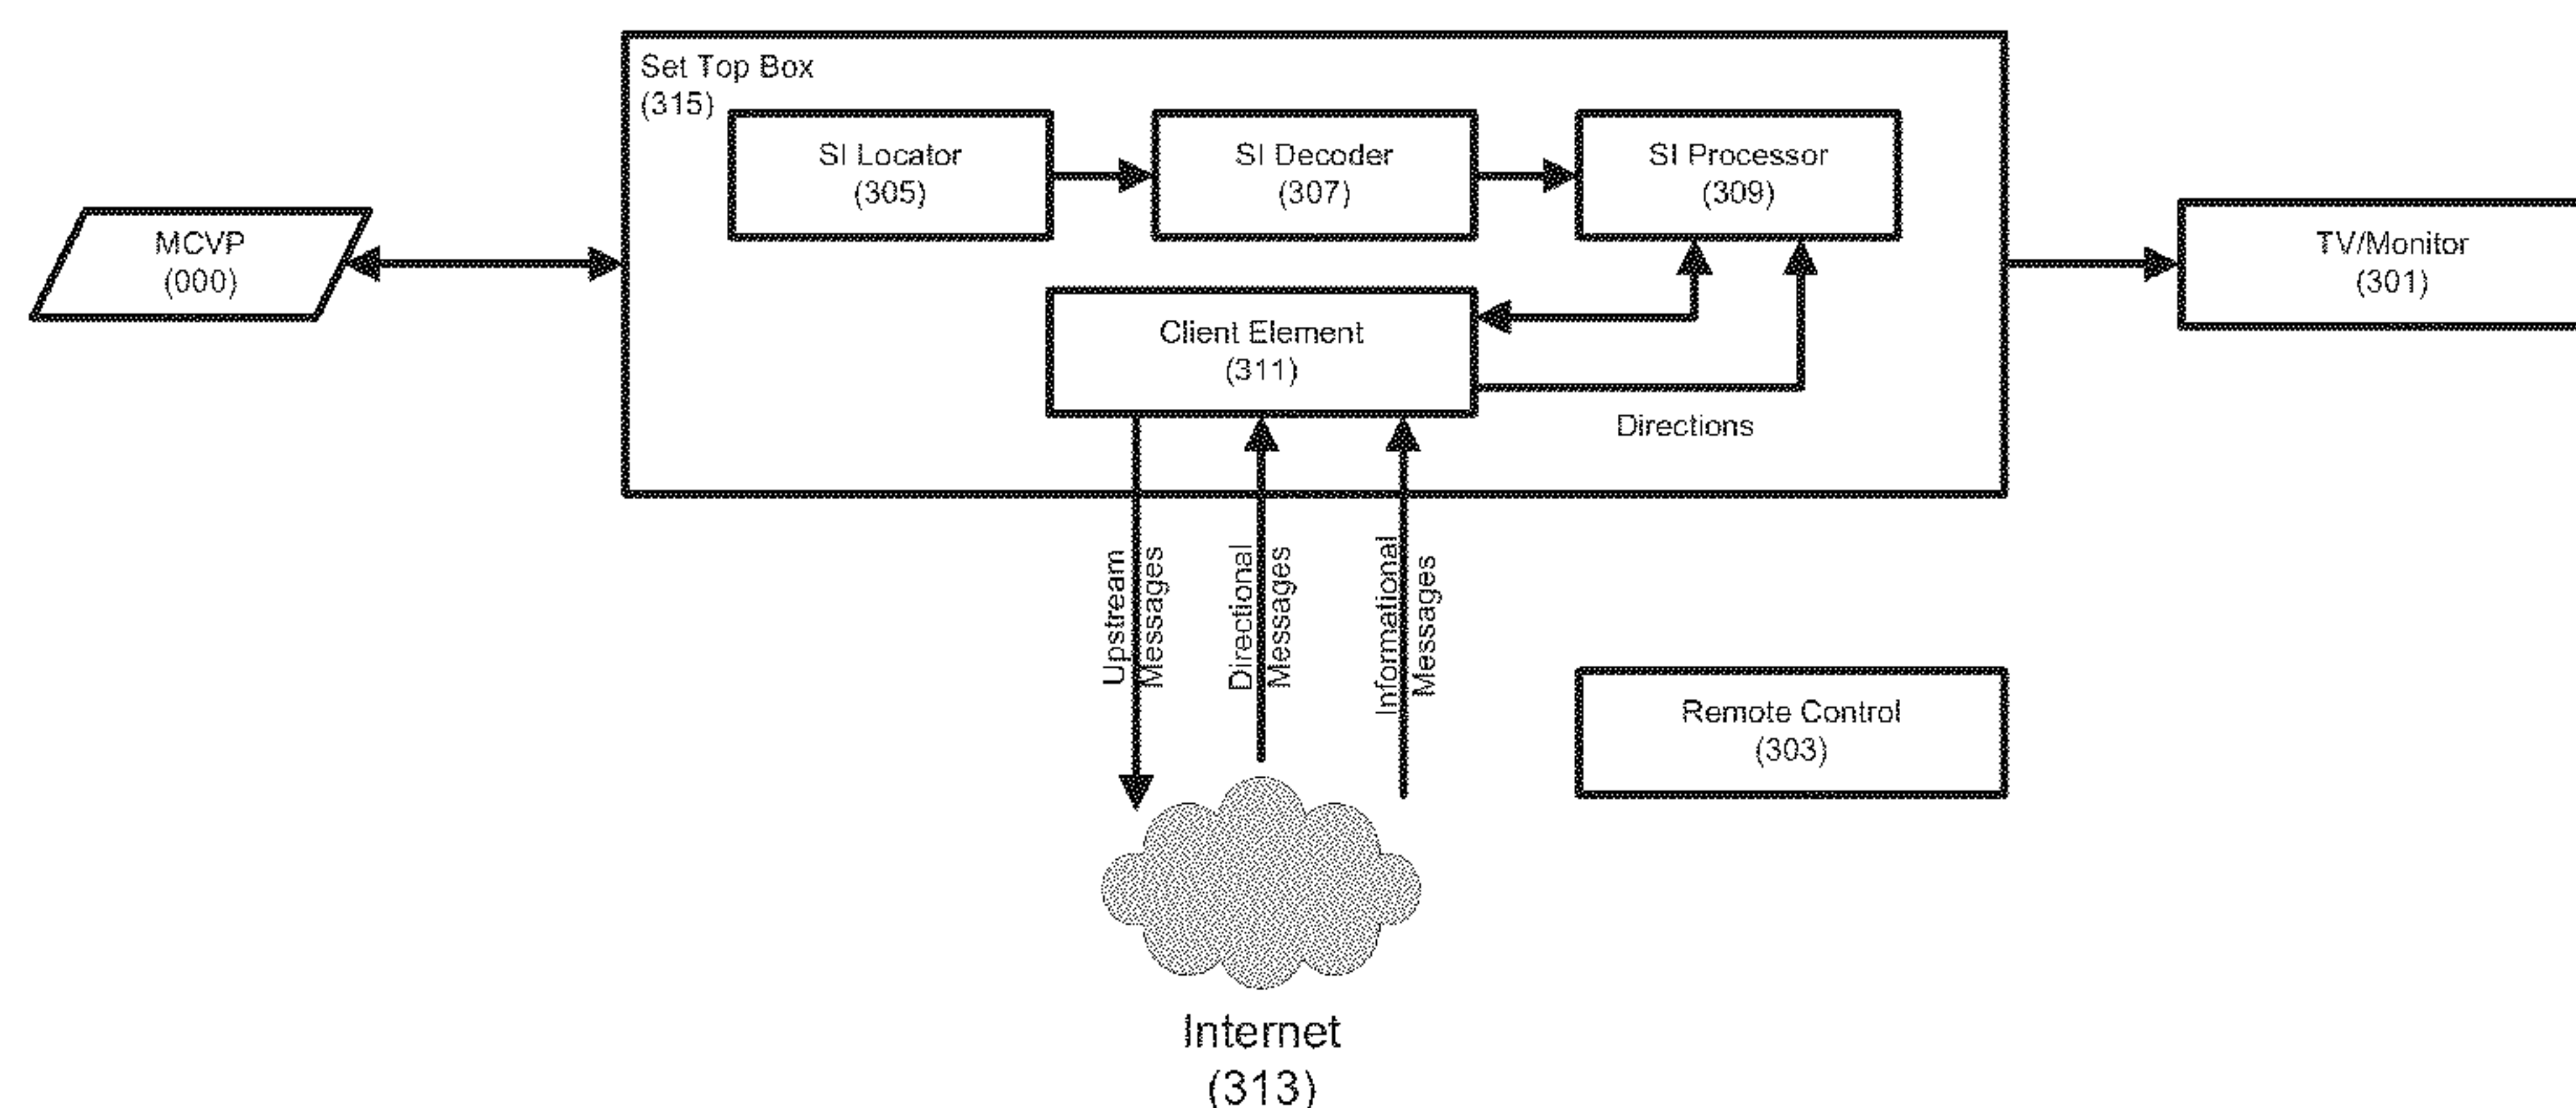 Set Top Box
(315)
SI Locator
(305)
SI Decoder
(307)
SI Processor
(309)
MCVP
(000)
TV/Monitor
(301)
Client Element
(311)
Directions
Upstream
Messages
Directional
Messages
Informational
Messages
Remote Control
(303)
Internet
(313)